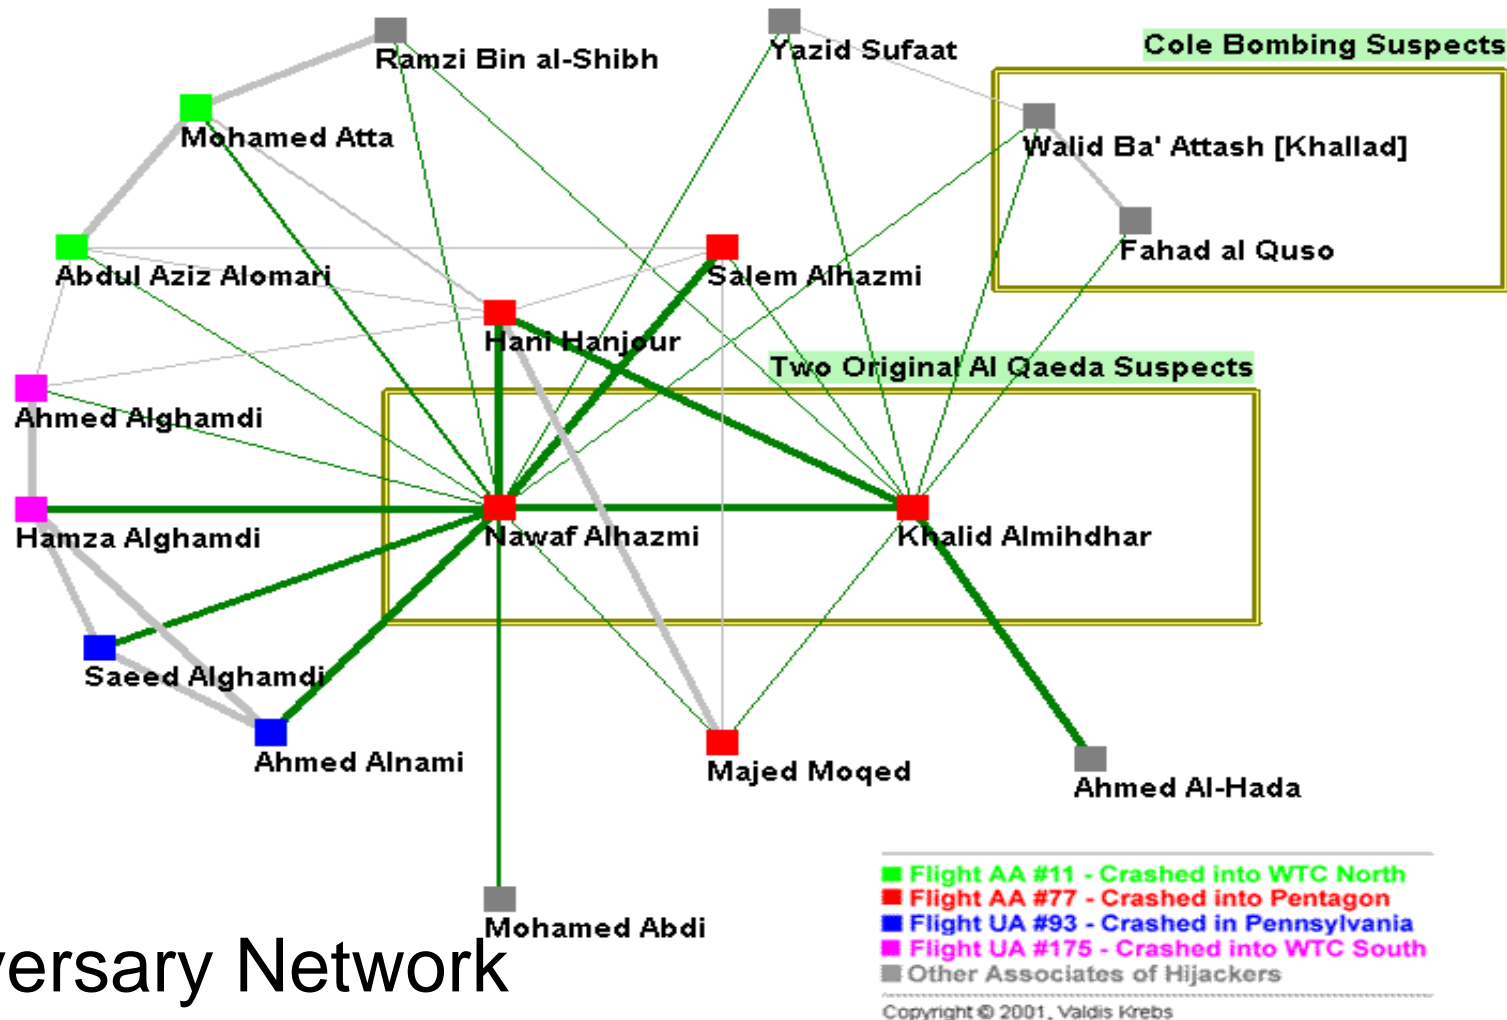 Ramzi Bin al-Shibh
Yazid Sufaat
Cole Bombing Suspects
Mohamed Atta
Walid Ba' Attash [Khallad]
Fahad al Quso
Abdul Aziz Alomari
Salem Alhazmi
Hani Hanjour
Two Original Al Qaeda Suspects
Ahmed Alghamdi
Hamza Alghamdi
Nawaf Alhazmi
Khalid Almihdhar
Saeed Alghamdi
Ahmed Alnami
Majed Moqed
Ahmed Al-Hada
Mohamed Abdi
versary Network
Flight AA #11 - Crashed into WTC North
Flight AA #77 - Crashed into Pentagon
Flight UA #93 - Crashed in Pennsylvania
Flight UA #175 - Crashed into WTC South
Other Associates of Hijackers
Copyright © 2001, Valdis Krebs